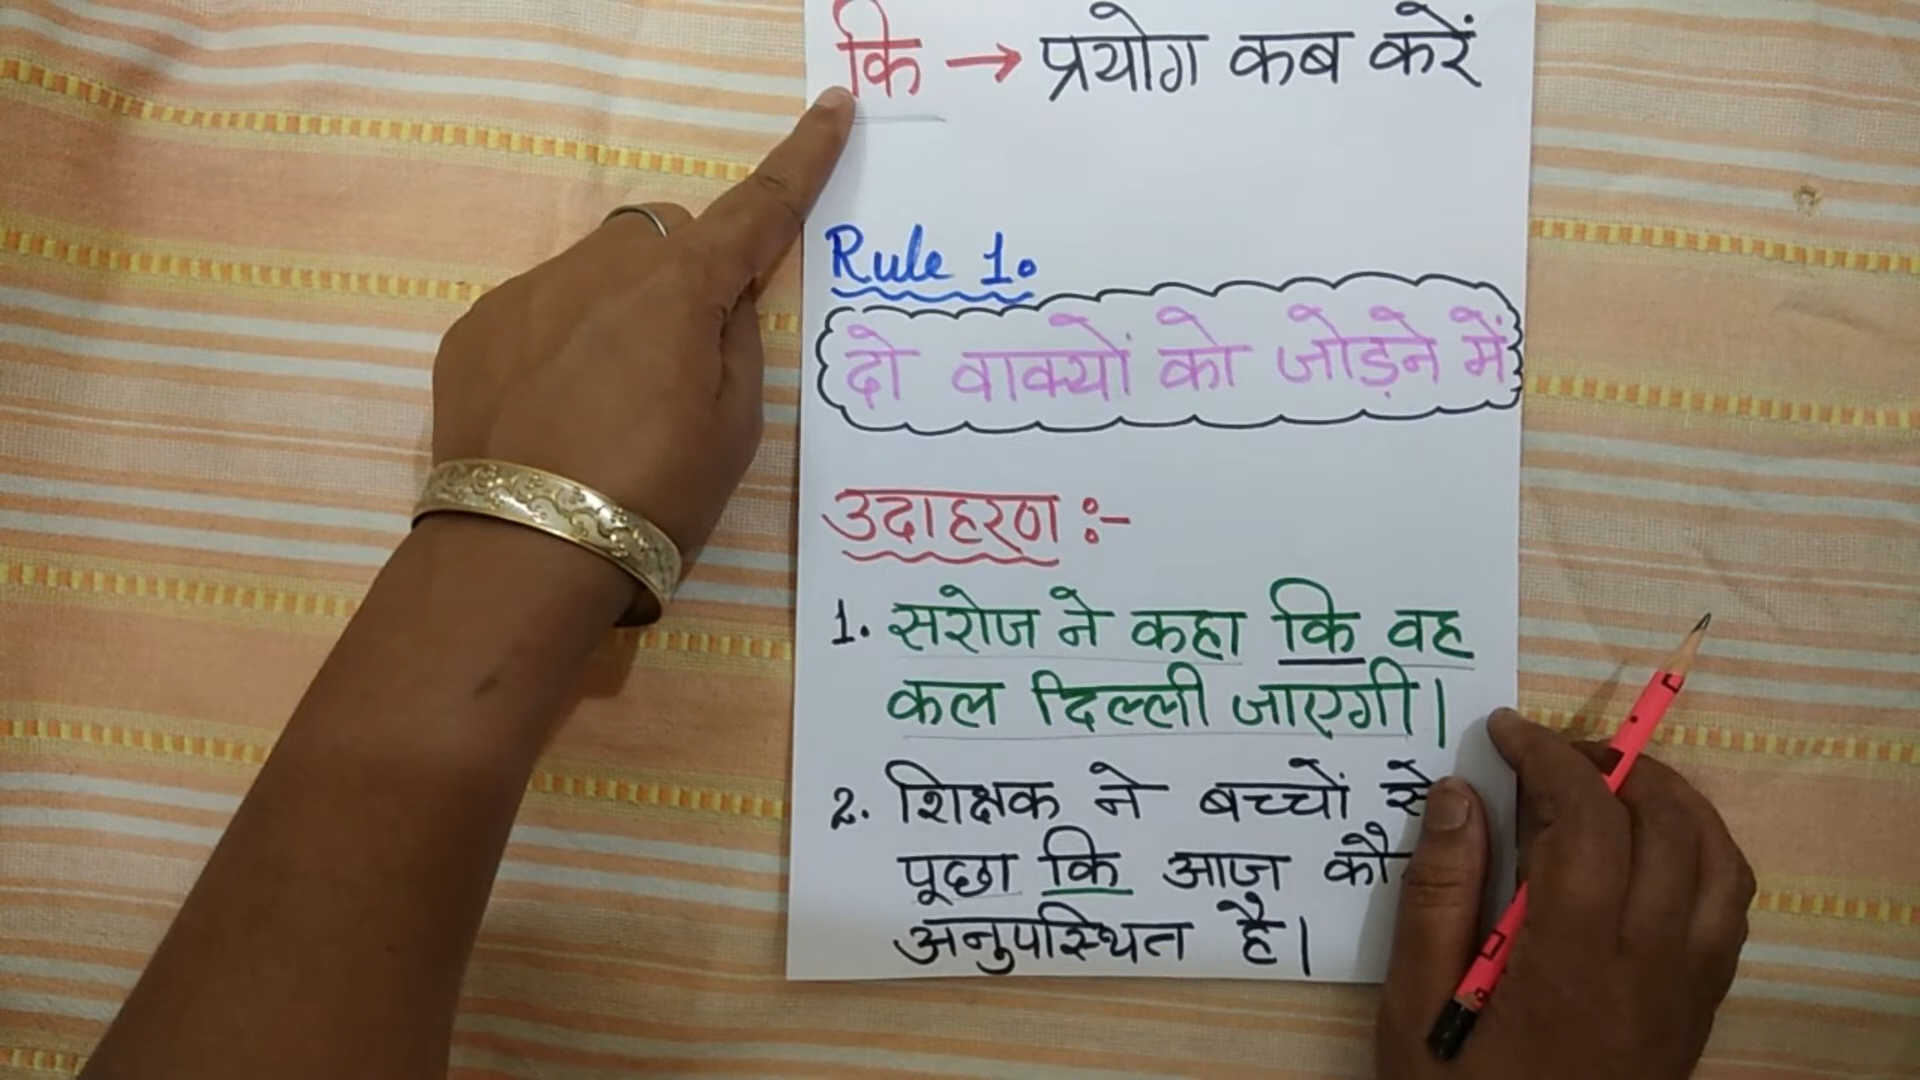 कि → प्रयोग कब करें
Rule 1.
दो वाक्यों को जोड़ने में
उदाहरण :-
1. सरोज ने कहा कि वह
कल दिल्ली जाएगी।
2. शिक्षक ने बच्चों से
पूछा कि आज
अनुपस्थित है।